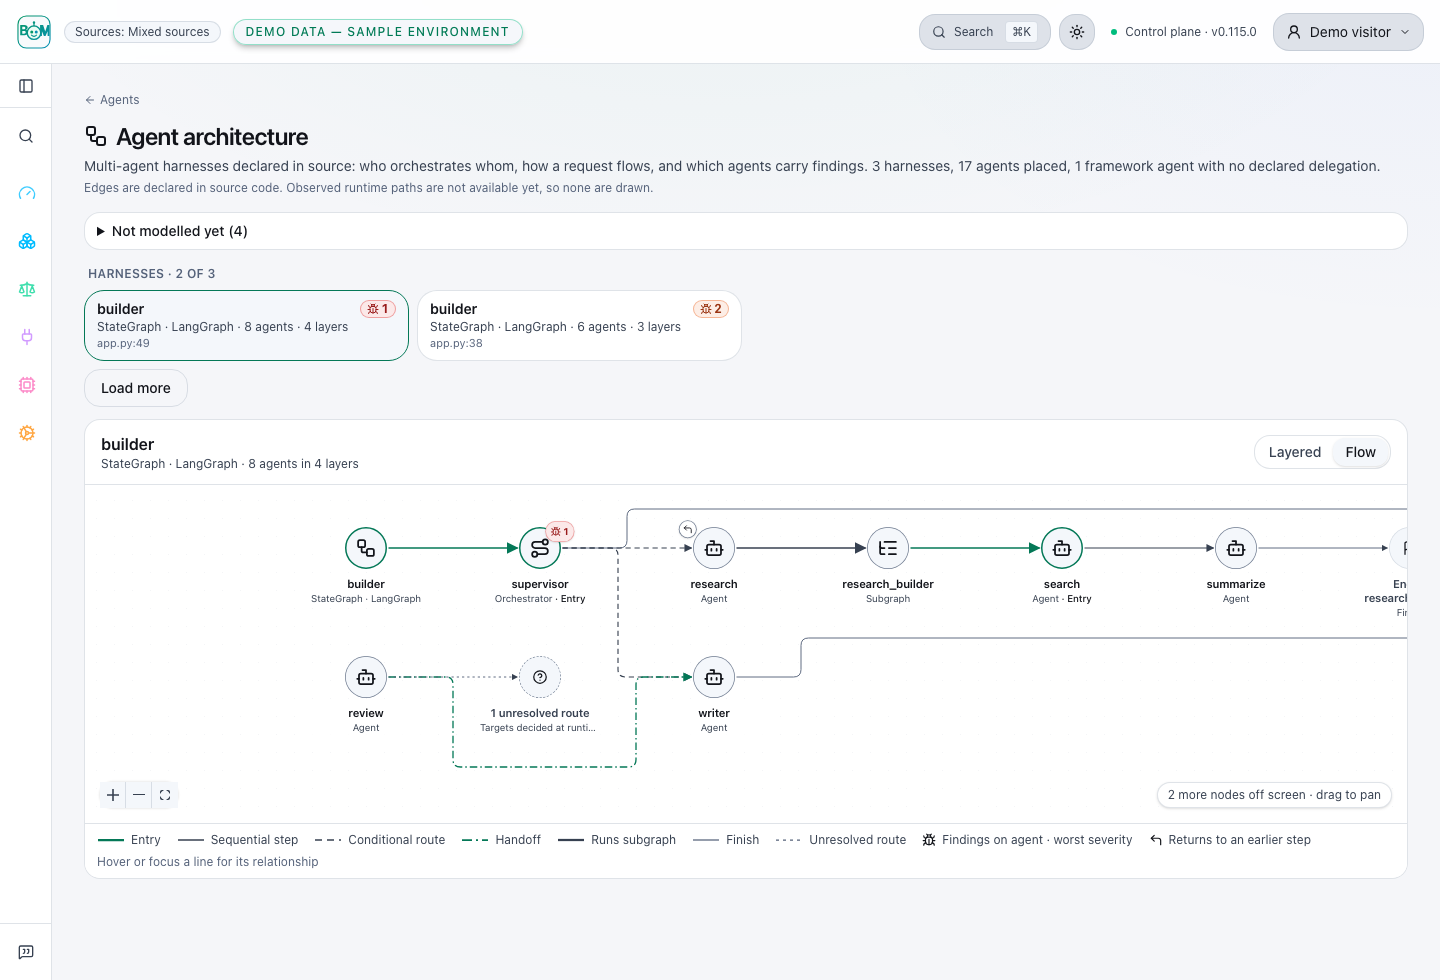 BOM
Sources: Mixed sources
DEMO DATA — SAMPLE ENVIRONMENT
Search ⌘K
Control plane · v0.115.0
Demo visitor
← Agents
Agent architecture
Multi-agent harnesses declared in source: who orchestrates whom, how a request flows, and which agents carry findings. 3 harnesses, 17 agents placed, 1 framework agent with no declared delegation.
Edges are declared in source code. Observed runtime paths are not available yet, so none are drawn.
Not modelled yet (4)
HARNESSES · 2 OF 3
builder
1
StateGraph · LangGraph · 8 agents · 4 layers
app.py:49
builder
2
StateGraph · LangGraph · 6 agents · 3 layers
app.py:38
Load more
builder
StateGraph · LangGraph · 8 agents in 4 layers
Layered
Flow
1
builder
StateGraph · LangGraph
supervisor
Orchestrator · Entry
research
Agent
research_builder
Subgraph
search
Agent · Entry
summarize
Agent
En
research
Fir
review
Agent
1 unresolved route
Targets decided at runti...
writer
Agent
2 more nodes off screen · drag to pan
Entry
Sequential step
Conditional route
Handoff
Runs subgraph
Finish
Unresolved route
Findings on agent · worst severity
Returns to an earlier step
Hover or focus a line for its relationship